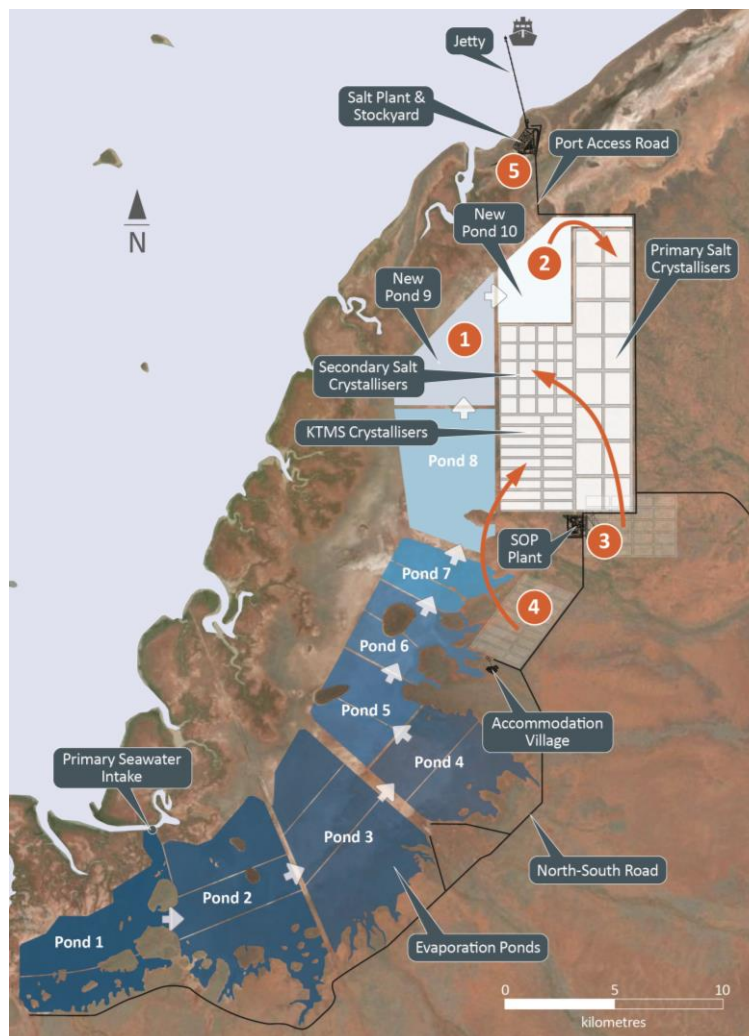 Jetty
Salt Plant &
Stockyard
Port Access Road
5
N
New
Pond 10
2
Primary Salt
Crystallisers
New
Pond 9
1
Secondary Salt
Crystallisers
KTMS Crystallisers
Pond 8
SOP
Plant
3
Pond 7
4
Pond 6
Pond 5
Accommodation
Village
Primary Seawater
Intake
Pond 4
Pond 3
North-South Road
Pond 2
Pond 1
Evaporation Ponds
0
5
10
kilometres